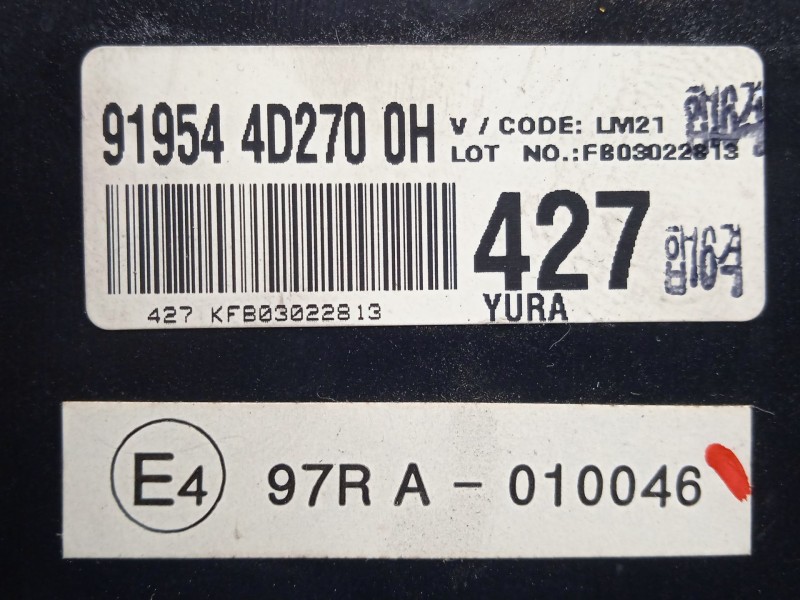 91954 4D270 0H
V / CODE: LM21
LOT NO.:FB03022813
427
427 KFB03022813
YURA
E4 97R A - 010046